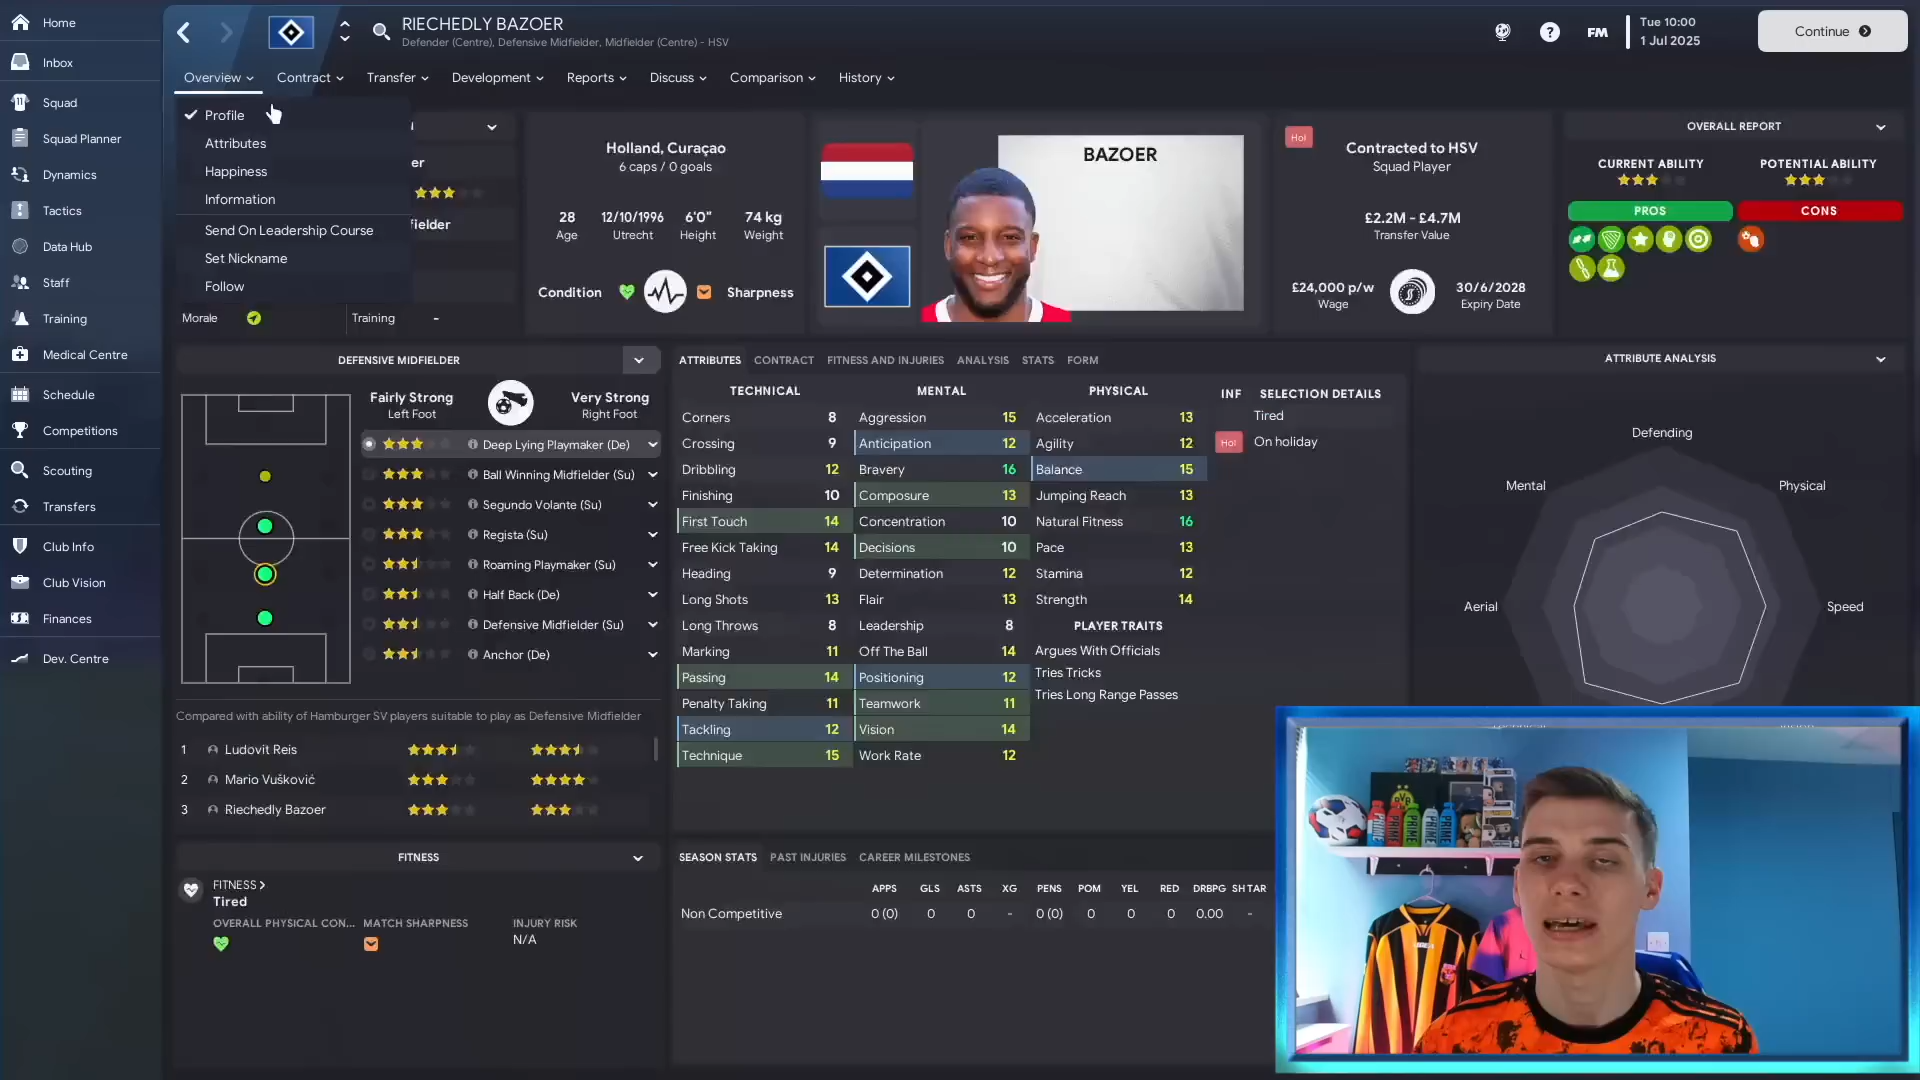 Home
Inbox
Squad
Squad Planner
Dynamics
Tactics
Data Hub
Staff
Training
Medical Centre
Schedule
Competitions
Scouting
Transfers
Club Info
Club Vision
Finances
Dev. Centre
RIECHEDLY BAZOER
Defender (Centre), Defensive Midfielder, Midfielder (Centre) - HSV
FM
Tue 10:00
1 Jul 2025
Continue
Overview Contract Transfer Development Reports Discuss Comparison History
Profile
Attributes
Happiness
Information
Send On Leadership Course
Set Nickname
Follow
Morale Training -
Holland, Curaçao
6 caps / 0 goals
28 12/10/1996 6'0" 74 kg
Age Utrecht Height Weight
Condition Sharpness
BAZOER
Hol
Contracted to HSV
Squad Player
£2.2M - £4.7M
Transfer Value
£24,000 p/w 30/6/2028
Wage Expiry Date
OVERALL REPORT
CURRENT ABILITY POTENTIAL ABILITY
PROS CONS
DEFENSIVE MIDFIELDER
Fairly Strong Very Strong
Left Foot Right Foot
Deep Lying Playmaker (De)
Ball Winning Midfielder (Su)
Segundo Volante (Su)
Regista (Su)
Roaming Playmaker (Su)
Half Back (De)
Defensive Midfielder (Su)
Anchor (De)
Compared with ability of Hamburger SV players suitable to play as Defensive Midfielder
1 Ludovit Reis
2 Mario Vušković
3 Riechedly Bazoer
FITNESS
FITNESS
Tired
OVERALL PHYSICAL CON... MATCH SHARPNESS INJURY RISK
N/A
ATTRIBUTES CONTRACT FITNESS AND INJURIES ANALYSIS STATS FORM
TECHNICAL MENTAL PHYSICAL INF SELECTION DETAILS
Corners 8 Aggression 15 Acceleration 13 Tired
Crossing 9 Anticipation 12 Agility 12 Hol On holiday
Dribbling 12 Bravery 16 Balance 15
Finishing 10 Composure 13 Jumping Reach 13
First Touch 14 Concentration 10 Natural Fitness 16
Free Kick Taking 14 Decisions 10 Pace 13
Heading 9 Determination 12 Stamina 12
Long Shots 13 Flair 13 Strength 14
Long Throws 8 Leadership 8 PLAYER TRAITS
Marking 11 Off The Ball 14 Argues With Officials
Passing 14 Positioning 12 Tries Tricks
Penalty Taking 11 Teamwork 11 Tries Long Range Passes
Tackling 12 Vision 14
Technique 15 Work Rate 12
SEASON STATS PAST INJURIES CAREER MILESTONES
APPS GLS ASTS XG PENS POM YEL RED DRBPG SH TAR
Non Competitive 0 (0) 0 0 - 0 (0) 0 0 0 0.00 -
ATTRIBUTE ANALYSIS
Defending
Mental Physical
Aerial Speed
PRIME PRIME PRIME PRIME PRIME